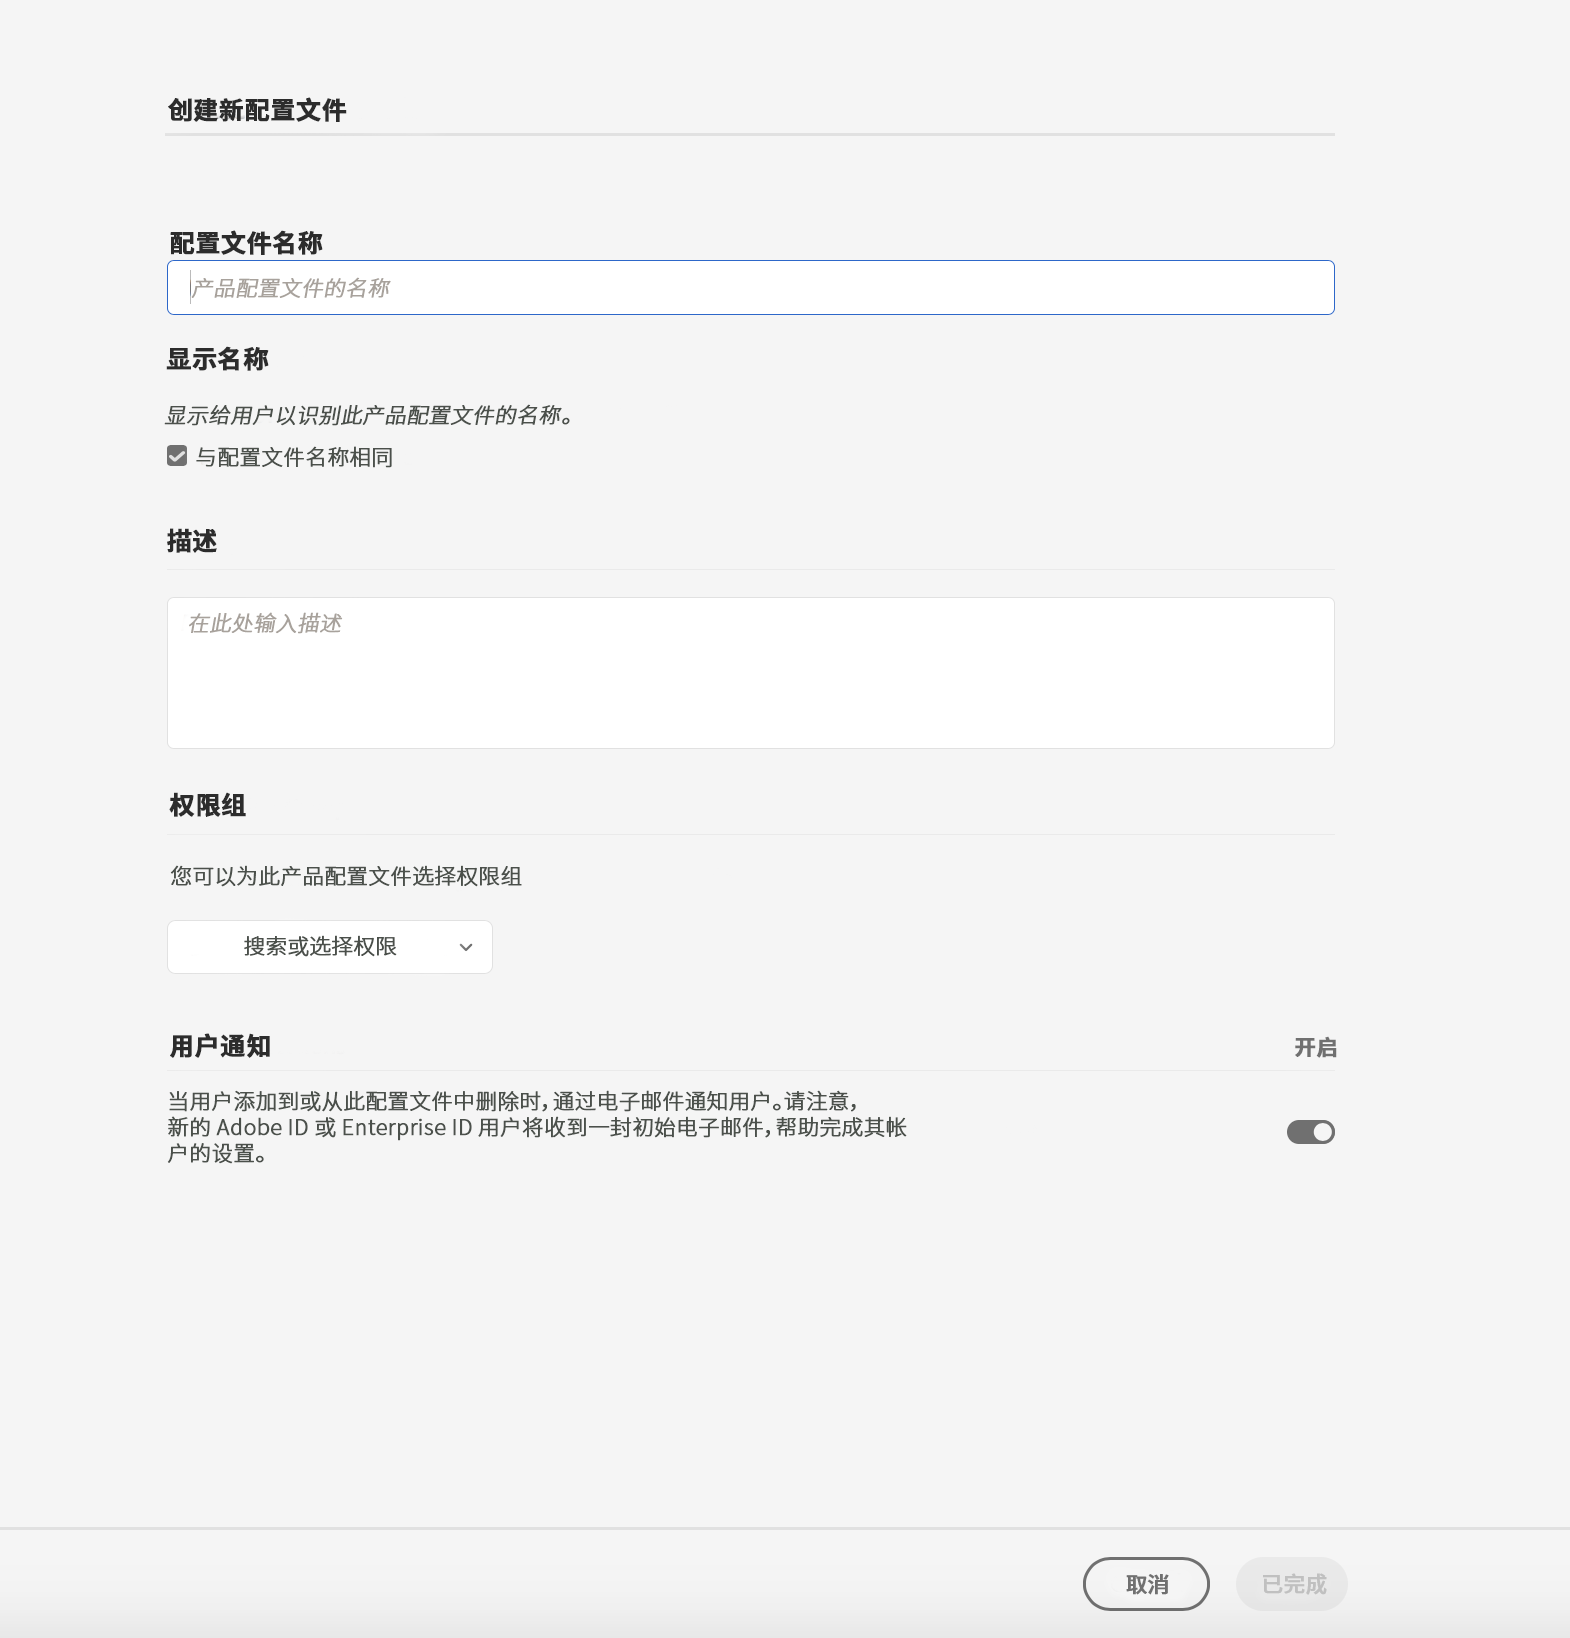 创建新配置文件
配置文件名称
产品配置文件的名称
显示名称
显示给用户以识别此产品配置文件的名称。
与配置文件名称相同
描述
在此处输入描述
权限组
您可以为此产品配置文件选择权限组
搜索或选择权限
用户通知
开启
当用户添加到或从此配置文件中删除时，通过电子邮件通知用户。请注意，
新的 Adobe ID 或 Enterprise ID 用户将收到一封初始电子邮件，帮助完成其帐
户的设置。
取消
已完成